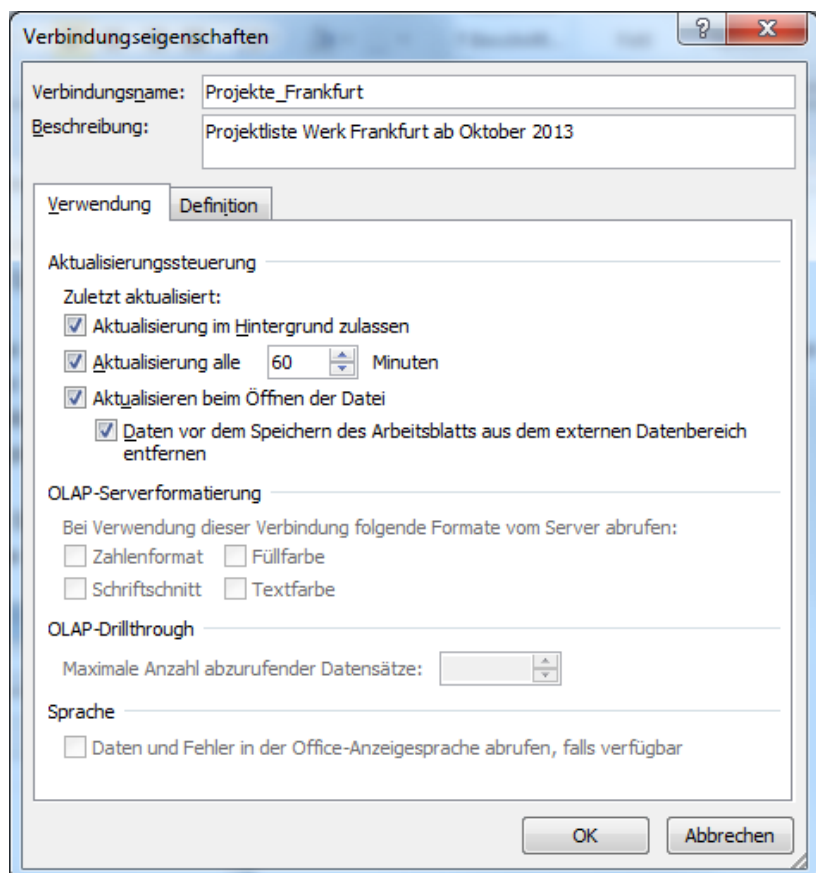 Verbindungseigenschaften
Verbindungsname: Projekte_Frankfurt
Beschreibung: Projektliste Werk Frankfurt ab Oktober 2013
Verwendung Definition
Aktualisierungssteuerung
Zuletzt aktualisiert:
Aktualisierung im Hintergrund zulassen
Aktualisierung alle 60 Minuten
Aktualisieren beim Öffnen der Datei
Daten vor dem Speichern des Arbeitsblatts aus dem externen Datenbereich
entfernen
OLAP-Serverformatierung
Bei Verwendung dieser Verbindung folgende Formate vom Server abrufen:
Zahlenformat Füllfarbe
Schriftschnitt Textfarbe
OLAP-Drillthrough
Maximale Anzahl abzurufender Datensätze:
Sprache
Daten und Fehler in der Office-Anzeigesprache abrufen, falls verfügbar
OK Abbrechen